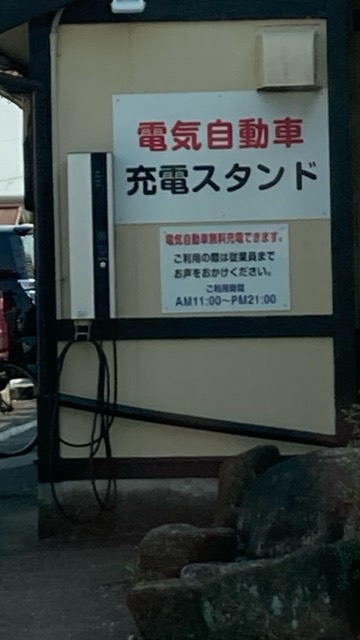 電気自動車
充電スタンド
電気自動車無料充電できます。
ご利用の際は従業員まで
お声をおかけください。
ご利用時間
AM11:00〜PM21:00